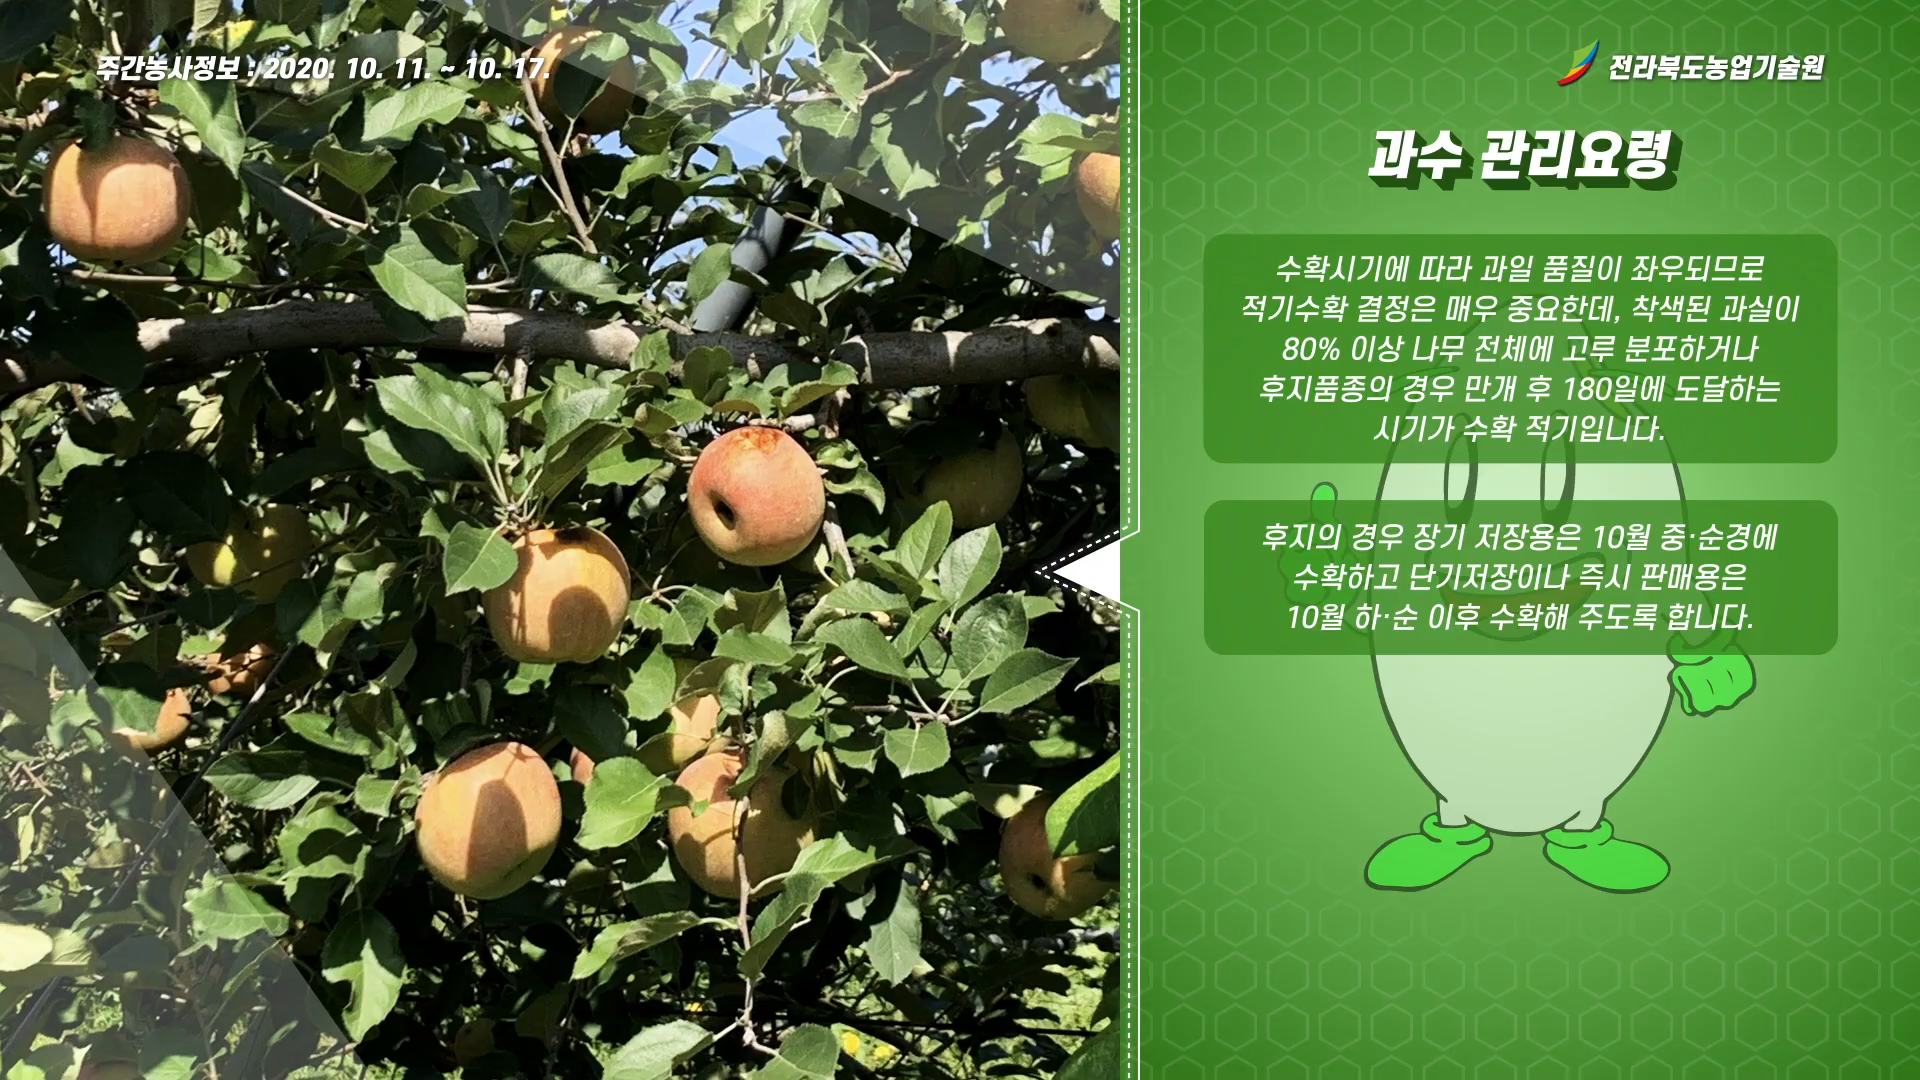 주간농사정보 : 2020. 10. 11. ~ 10. 17.
전라북도농업기술원
과수 관리요령
수확시기에 따라 과일 품질이 좌우되므로
적기수확 결정은 매우 중요한데, 착색된 과실이
80% 이상 나무 전체에 고루 분포하거나
후지품종의 경우 만개 후 180일에 도달하는
시기가 수확 적기입니다.
후지의 경우 장기 저장용은 10월 중·순경에
수확하고 단기저장이나 즉시 판매용은
10월 하·순 이후 수확해 주도록 합니다.